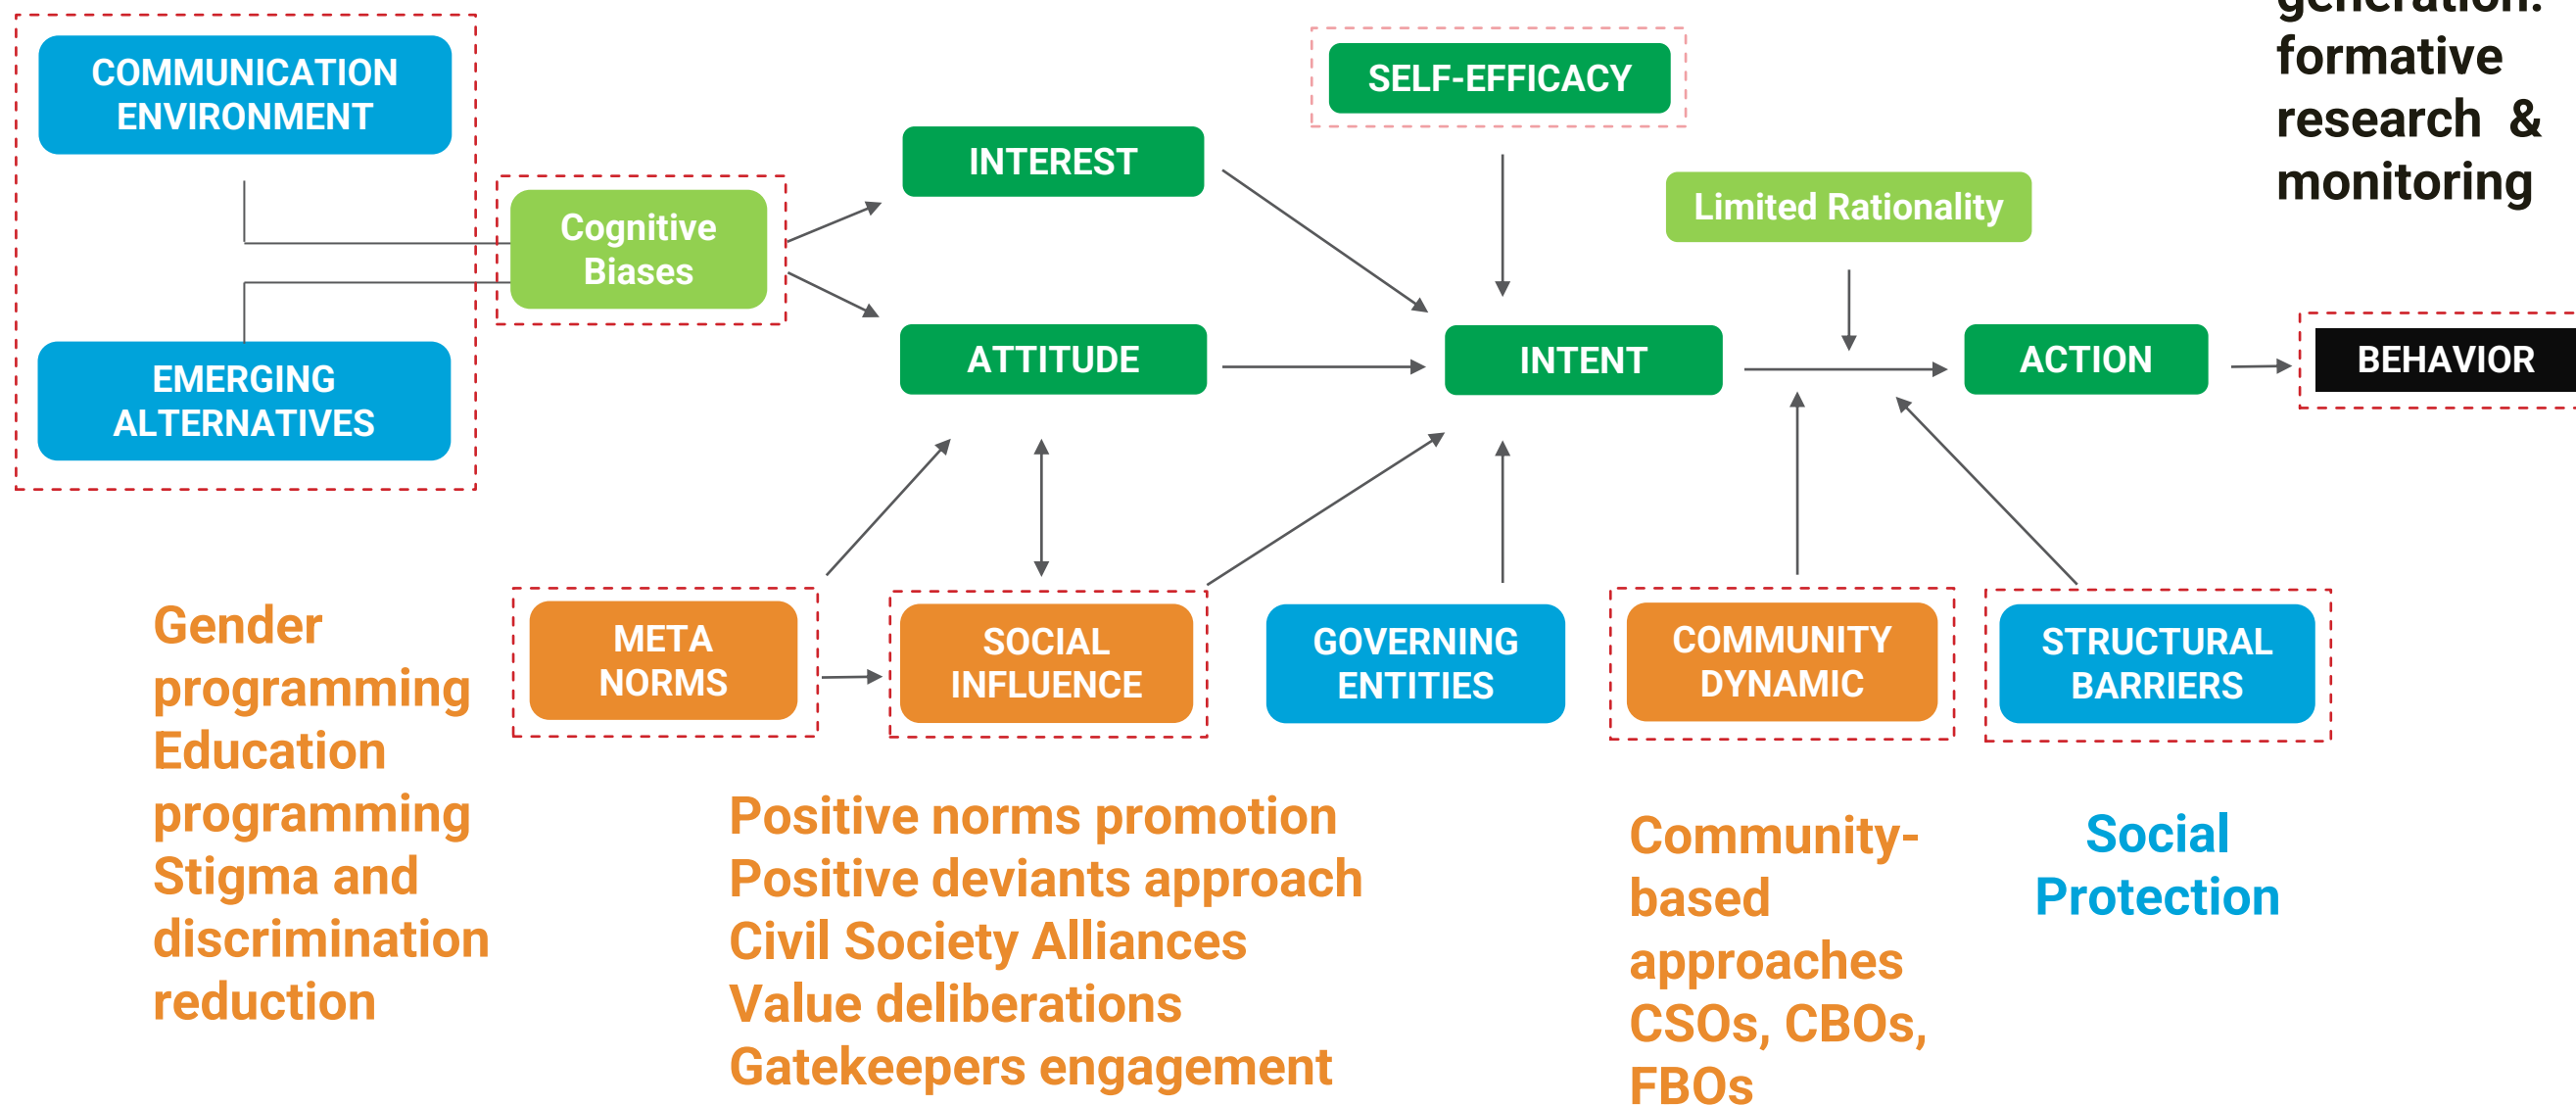 COMMUNICATION
ENVIRONMENT
SELF-EFFICACY
generation:
formative
research &
monitoring
INTEREST
Limited Rationality
Cognitive
Biases
EMERGING
ALTERNATIVES
ATTITUDE
INTENT
ACTION
BEHAVIOR
META
NORMS
SOCIAL
INFLUENCE
GOVERNING
ENTITIES
COMMUNITY
DYNAMIC
STRUCTURAL
BARRIERS
Gender
programming
Education
programming
Stigma and
discrimination
reduction
Positive norms promotion
Positive deviants approach
Civil Society Alliances
Value deliberations
Gatekeepers engagement
Community-
based
approaches
CSOs, CBOs,
FBOs
Social
Protection